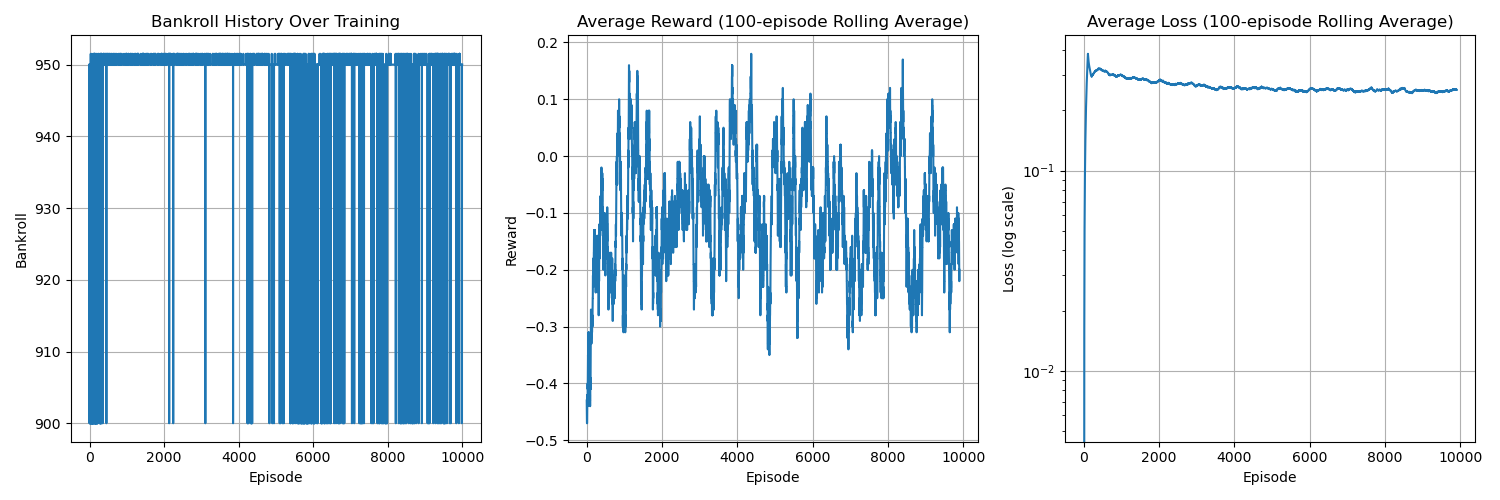 Bankroll History Over Training
Bankroll
950
940
930
920
910
900
0 2000 4000 6000 8000 10000
Episode
Average Reward (100-episode Rolling Average)
Reward
0.2
0.1
0.0
−0.1
−0.2
−0.3
−0.4
−0.5
0 2000 4000 6000 8000 10000
Episode
Average Loss (100-episode Rolling Average)
Loss (log scale)
10⁻¹
10⁻²
0 2000 4000 6000 8000 10000
Episode